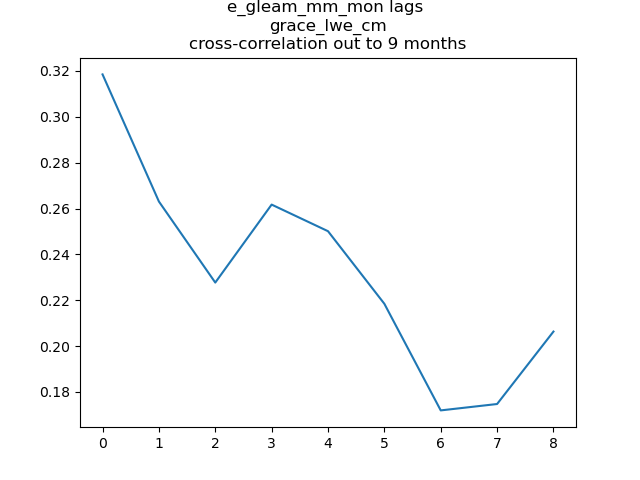 e_gleam_mm_mon lags
grace_lwe_cm
cross-correlation out to 9 months
0.32
0.30
0.28
0.26
0.24
0.22
0.20
0.18
0 1 2 3 4 5 6 7 8